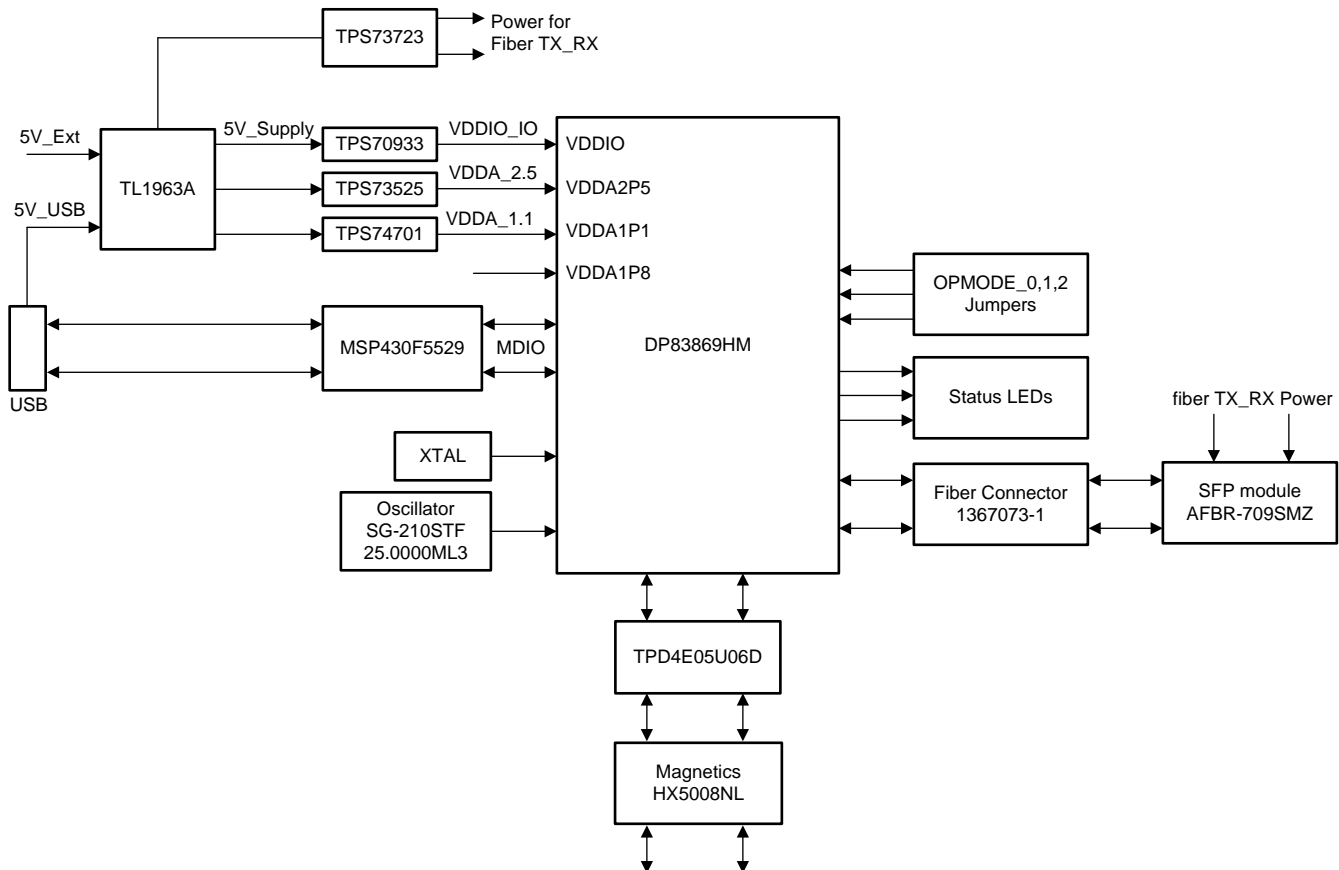 TPS73723
Power for
Fiber TX_RX
5V_Ext
5V_Supply
TPS70933
VDDIO_IO
VDDIO
TL1963A
TPS73525
VDDA_2.5
VDDA2P5
5V_USB
TPS74701
VDDA_1.1
VDDA1P1
VDDA1P8
OPMODE_0,1,2
Jumpers
MSP430F5529
MDIO
DP83869HM
USB
Status LEDs
fiber TX_RX Power
XTAL
Fiber Connector
1367073-1
SFP module
AFBR-709SMZ
Oscillator
SG-210STF
25.0000ML3
TPD4E05U06D
Magnetics
HX5008NL